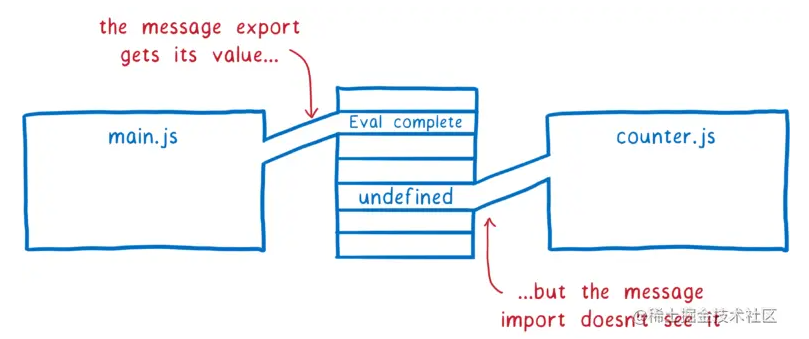 the message export
gets its value...
main.js
Eval complete
undefined
counter.js
...but the message
import doesn't see it
@稀土掘金技术社区